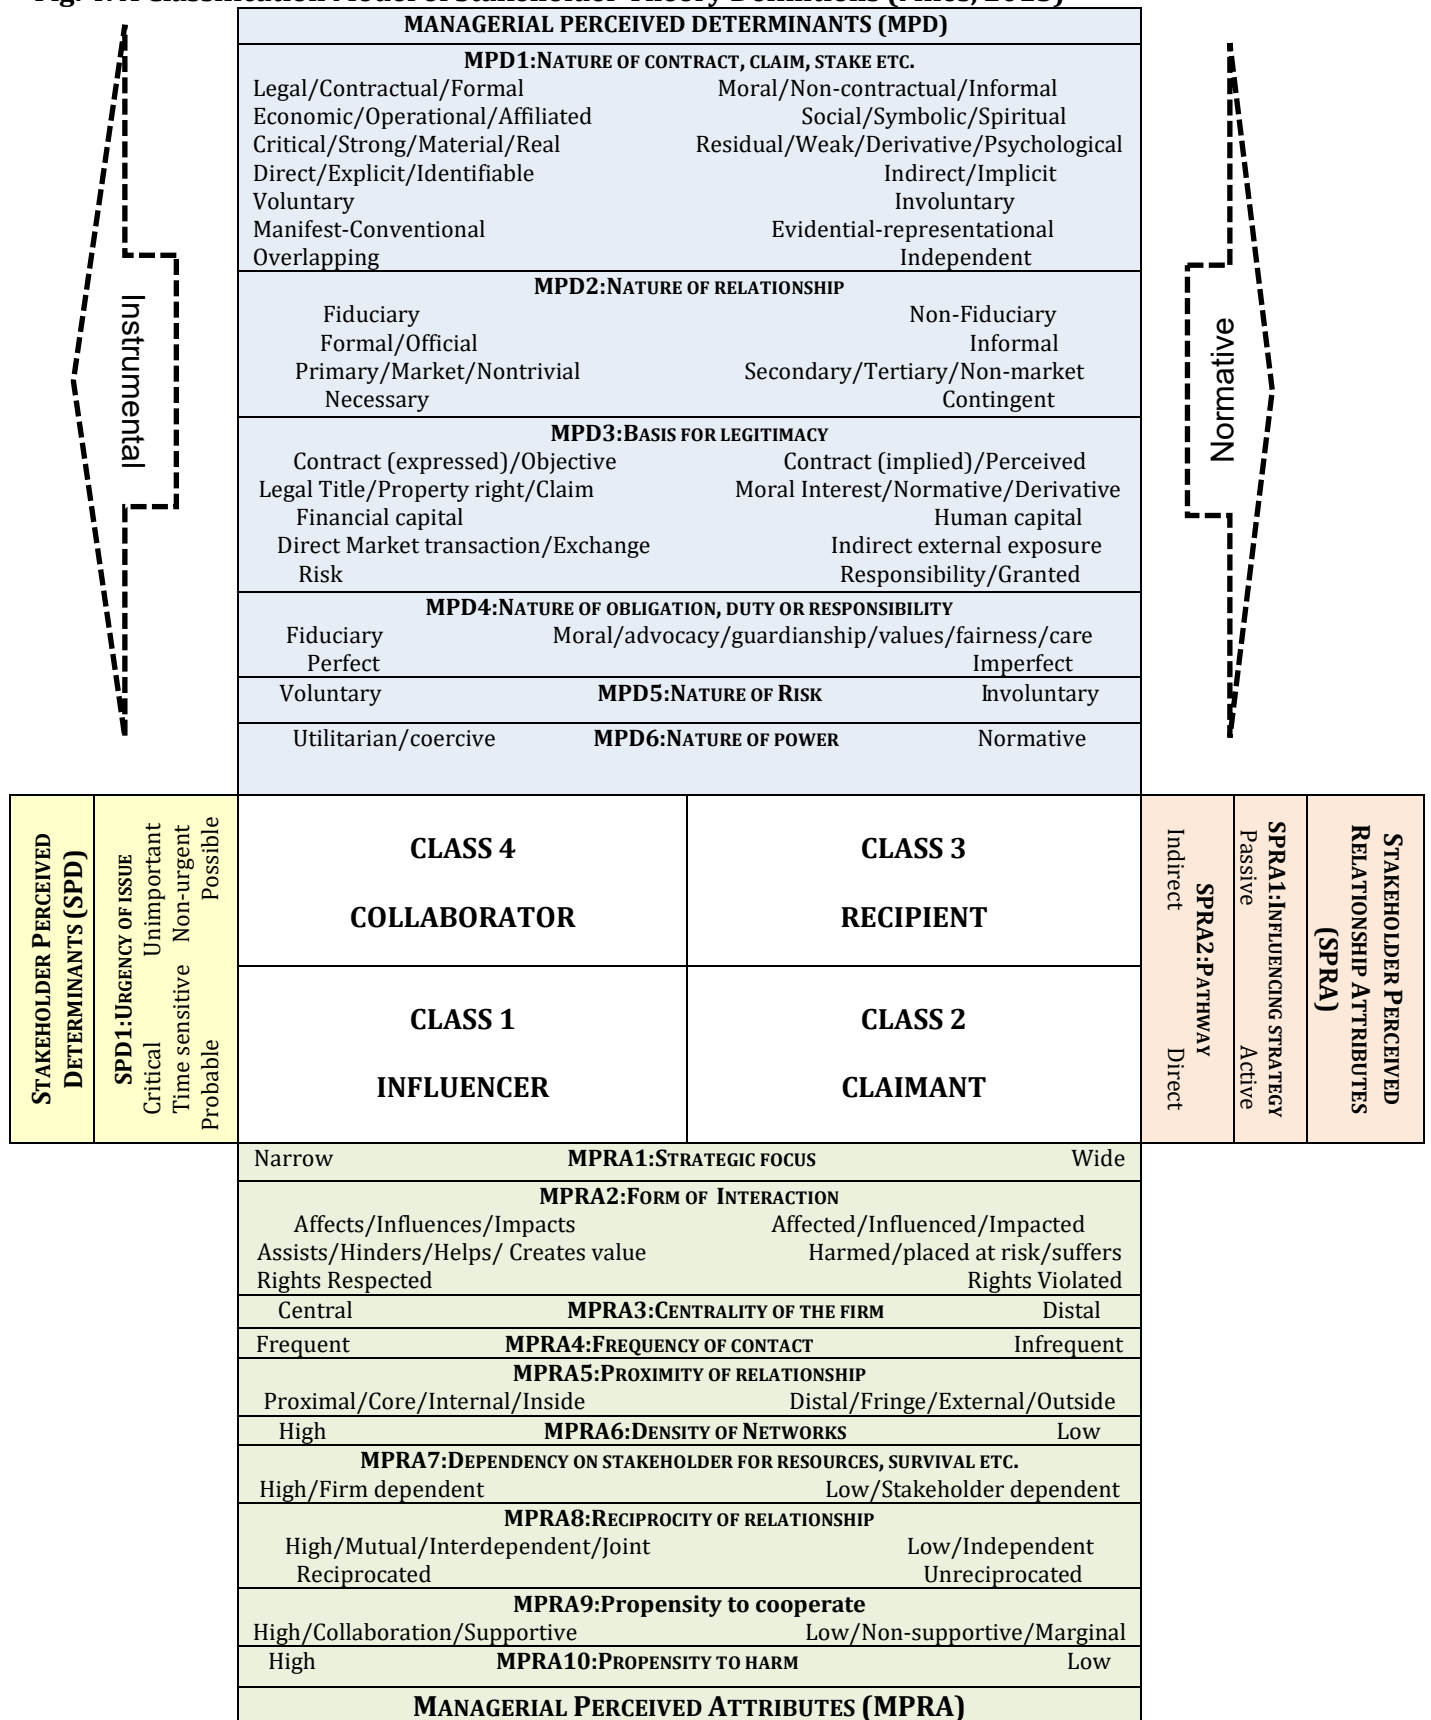 A Classification Model of Stakeholder Theory Definitions (Miles,
MANAGERIAL PERCEIVED DETERMINANTS (MPD)
MPD1:NATURE OF CONTRACT, CLAIM, STAKE ETC.
Legal/Contractual/Formal Moral/Non-contractual/Informal
Economic/Operational/Affiliated Social/Symbolic/Spiritual
Critical/Strong/Material/Real Residual/Weak/Derivative/Psychological
Direct/Explicit/Identifiable Indirect/Implicit
Voluntary Involuntary
Manifest-Conventional Evidential-representational
Overlapping Independent
MPD2:NATURE OF RELATIONSHIP
Fiduciary Non-Fiduciary
Formal/Official Informal
Primary/Market/Nontrivial Secondary/Tertiary/Non-market
Necessary Contingent
MPD3:BASIS FOR LEGITIMACY
Contract (expressed)/Objective Contract (implied)/Perceived
Legal Title/Property right/Claim Moral Interest/Normative/Derivative
Financial capital Human capital
Direct Market transaction/Exchange Indirect external exposure
Risk Responsibility/Granted
MPD4:NATURE OF OBLIGATION, DUTY OR RESPONSIBILITY
Fiduciary Moral/advocacy/guardianship/values/fairness/care
Perfect Imperfect
Voluntary MPD5:NATURE OF RISK Involuntary
Utilitarian/coercive MPD6:NATURE OF POWER Normative
Instrumental
Normative
STAKEHOLDER PERCEIVED
DETERMINANTS (SPD)
SPD1:URGENCY OF ISSUE
Critical Unimportant
Time sensitive Non-urgent
Probable Possible
CLASS 4
COLLABORATOR
CLASS 3
RECIPIENT
CLASS 1
INFLUENCER
CLASS 2
CLAIMANT
STAKEHOLDER PERCEIVED
RELATIONSHIP ATTRIBUTES
(SPRA)
SPRA1:INFLUENCING STRATEGY
Passive Active
SPRA2:PATHWAY
Indirect Direct
Narrow MPRA1:STRATEGIC FOCUS Wide
MPRA2:FORM OF INTERACTION
Affects/Influences/Impacts Affected/Influenced/Impacted
Assists/Hinders/Helps/ Creates value Harmed/placed at risk/suffers
Rights Respected Rights Violated
Central MPRA3:CENTRALITY OF THE FIRM Distal
Frequent MPRA4:FREQUENCY OF CONTACT Infrequent
MPRA5:PROXIMITY OF RELATIONSHIP
Proximal/Core/Internal/Inside Distal/Fringe/External/Outside
High MPRA6:DENSITY OF NETWORKS Low
MPRA7:DEPENDENCY ON STAKEHOLDER FOR RESOURCES, SURVIVAL ETC.
High/Firm dependent Low/Stakeholder dependent
MPRA8:RECIPROCITY OF RELATIONSHIP
High/Mutual/Interdependent/Joint Low/Independent
Reciprocated Unreciprocated
MPRA9:Propensity to cooperate
High/Collaboration/Supportive Low/Non-supportive/Marginal
High MPRA10:PROPENSITY TO HARM Low
MANAGERIAL PERCEIVED ATTRIBUTES (MPRA)